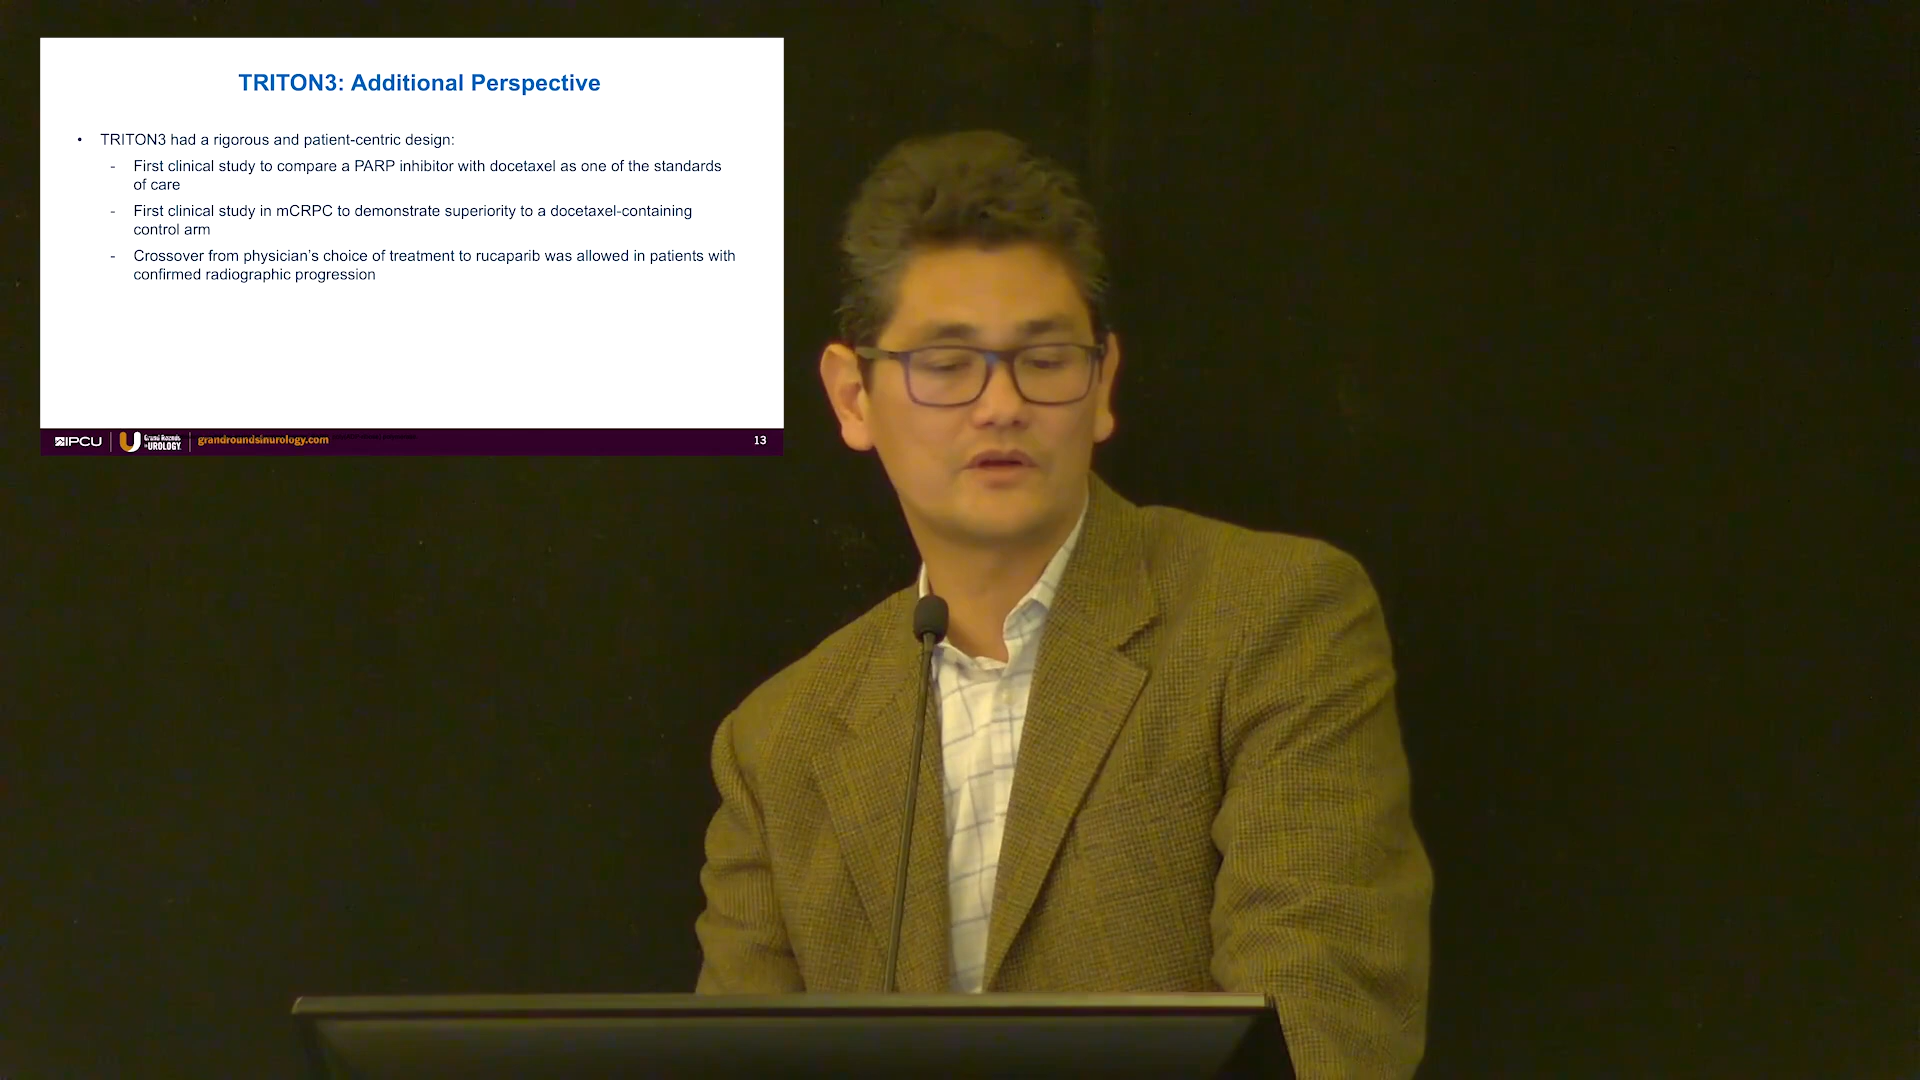 TRITON3: Additional Perspective
• TRITON3 had a rigorous and patient-centric design:
- First clinical study to compare a PARP inhibitor with docetaxel as one of the standards
of care
- First clinical study in mCRPC to demonstrate superiority to a docetaxel-containing
control arm
- Crossover from physician’s choice of treatment to rucaparib was allowed in patients with
confirmed radiographic progression
IPCU
Grand Rounds
in UROLOGY
grandroundsinurology.com
13